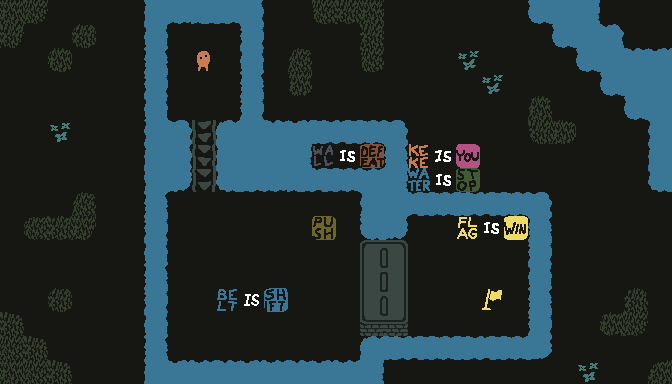 WALL IS DEFEAT KEKE IS YOU
WATER IS STOP
PUSH FLAG IS WIN
BELT IS SHIFT